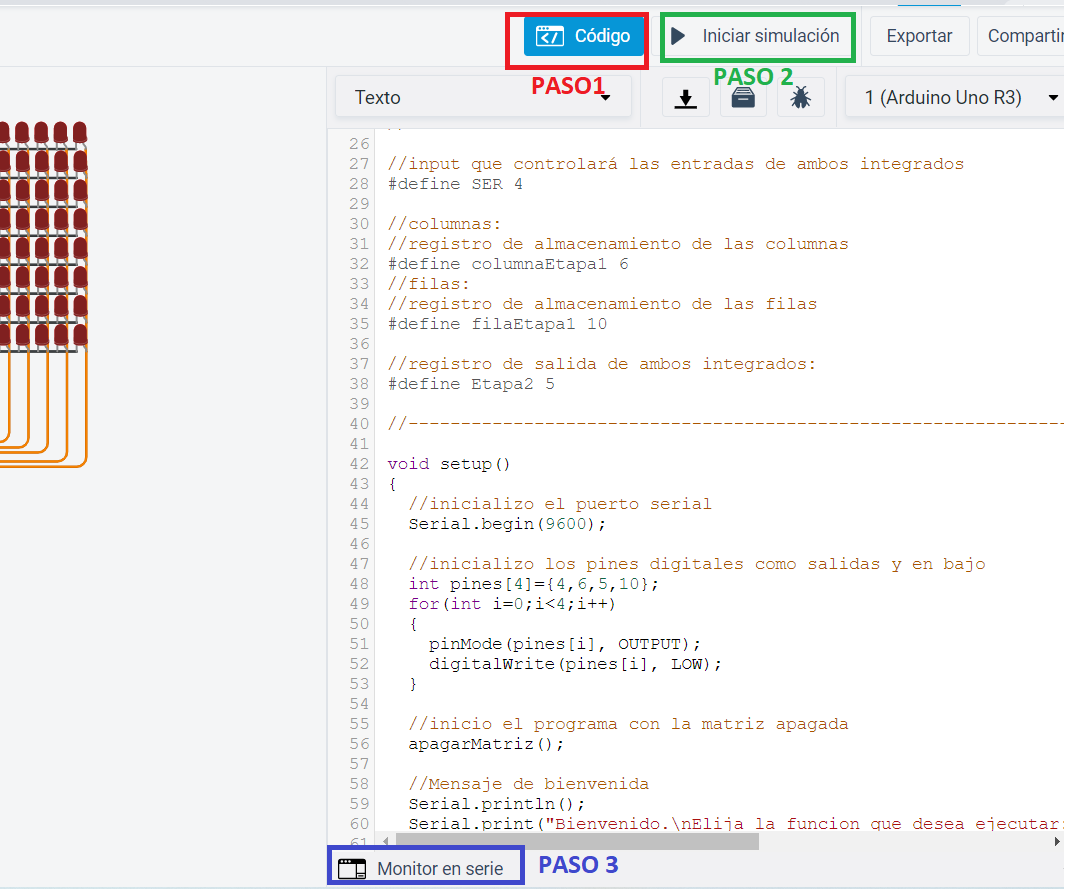 Código
Iniciar simulación
Exportar
Compartir
PASO1
PASO 2
Texto
1 (Arduino Uno R3)
26
27 //input que controlará las entradas de ambos integrados
28 #define SER 4
29
30 //columnas:
31 //registro de almacenamiento de las columnas
32 #define columnaEtapa1 6
33 //filas:
34 //registro de almacenamiento de las filas
35 #define filaEtapa1 10
36
37 //registro de salida de ambos integrados:
38 #define Etapa2 5
39
40 //---------------------------------------------------------------
41
42 void setup()
43 {
44 //inicializo el puerto serial
45 Serial.begin(9600);
46
47 //inicializo los pines digitales como salidas y en bajo
48 int pines[4]={4,6,5,10};
49 for(int i=0;i<4;i++)
50 {
51 pinMode(pines[i], OUTPUT);
52 digitalWrite(pines[i], LOW);
53 }
54
55 //inicio el programa con la matriz apagada
56 apagarMatriz();
57
58 //Mensaje de bienvenida
59 Serial.println();
60 Serial.print("Bienvenido.\nElija la funcion que desea ejecutar:
61
Monitor en serie
PASO 3